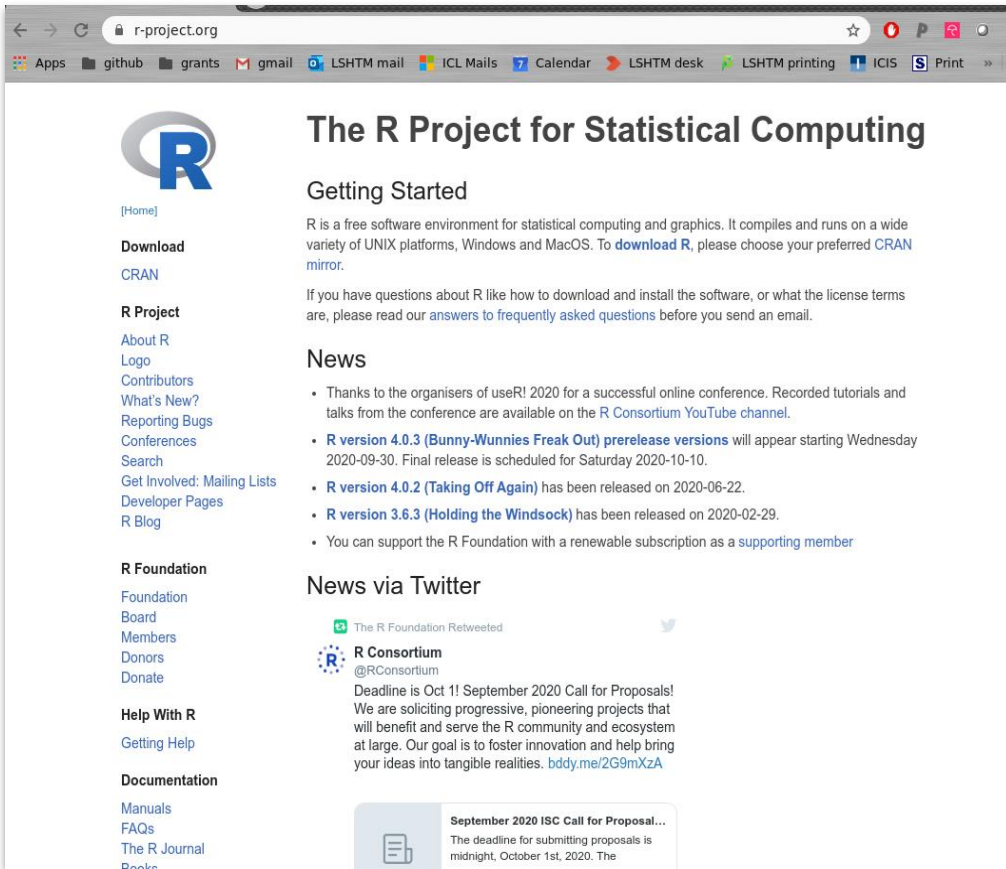 r-project.org
Apps github grants gmail LSHTM mail ICL Mails 7 Calendar LSHTM desk LSHTM printing ICIS S Print »
R
[Home]
Download
CRAN
R Project
About R
Logo
Contributors
What's New?
Reporting Bugs
Conferences
Search
Get Involved: Mailing Lists
Developer Pages
R Blog
R Foundation
Foundation
Board
Members
Donors
Donate
Help With R
Getting Help
Documentation
Manuals
FAQs
The R Journal
Books
The R Project for Statistical Computing
Getting Started
R is a free software environment for statistical computing and graphics. It compiles and runs on a wide
variety of UNIX platforms, Windows and MacOS. To download R, please choose your preferred CRAN
mirror.
If you have questions about R like how to download and install the software, or what the license terms
are, please read our answers to frequently asked questions before you send an email.
News
• Thanks to the organisers of useR! 2020 for a successful online conference. Recorded tutorials and
talks from the conference are available on the R Consortium YouTube channel.
• R version 4.0.3 (Bunny-Wunnies Freak Out) prerelease versions will appear starting Wednesday
2020-09-30. Final release is scheduled for Saturday 2020-10-10.
• R version 4.0.2 (Taking Off Again) has been released on 2020-06-22.
• R version 3.6.3 (Holding the Windsock) has been released on 2020-02-29.
• You can support the R Foundation with a renewable subscription as a supporting member
News via Twitter
The R Foundation Retweeted
R Consortium
@RConsortium
Deadline is Oct 1! September 2020 Call for Proposals!
We are soliciting progressive, pioneering projects that
will benefit and serve the R community and ecosystem
at large. Our goal is to foster innovation and help bring
your ideas into tangible realities. bddy.me/2G9mXzA
September 2020 ISC Call for Proposal...
The deadline for submitting proposals is
midnight, October 1st, 2020. The